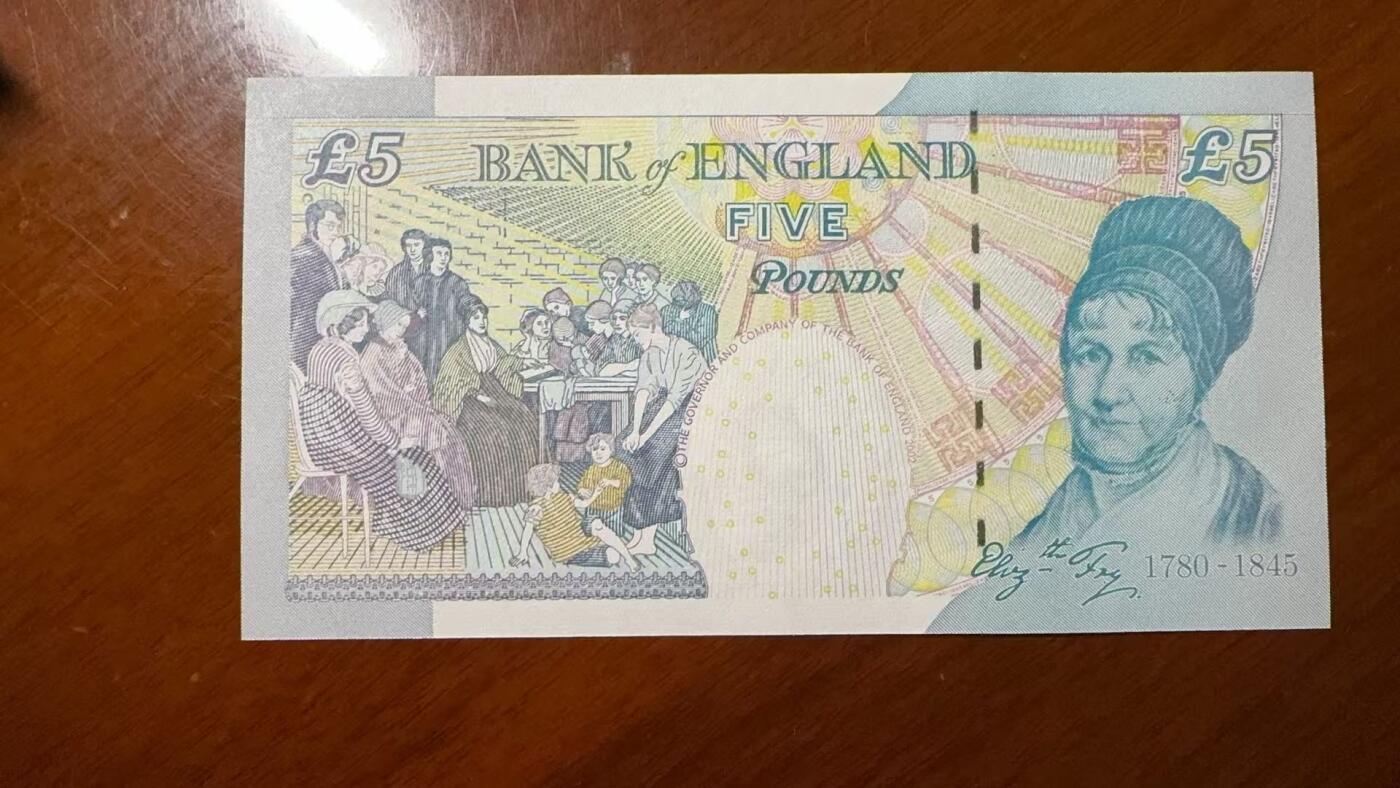 £5
BANK of ENGLAND
£5
FIVE
POUNDS
© THE GOVERNOR AND COMPANY OF THE BANK OF ENGLAND 2002
Eliz.th Fry.
1780 - 1845